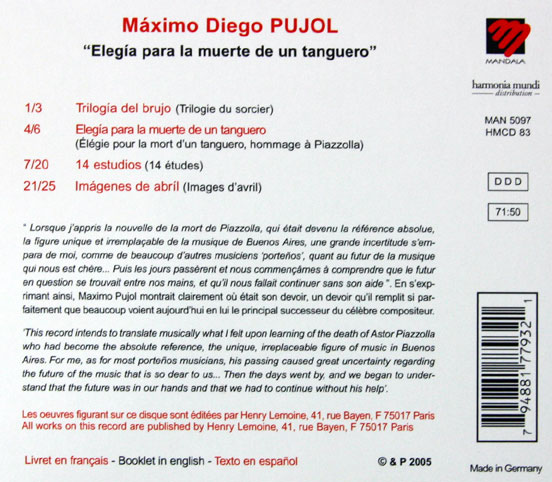 Máximo Diego PUJOL
“Elegía para la muerte de un tanguero”
MANDALA
harmonia mundi
distribution
MAN 5097
HMCD 83
DDD
71:50
1/3 Trilogía del brujo (Trilogie du sorcier)
4/6 Elegía para la muerte de un tanguero
(Élégie pour la mort d'un tanguero, hommage à Piazzolla)
7/20 14 estudios (14 études)
21/25 Imágenes de abríl (Images d'avril)
“ Lorsque j'appris la nouvelle de la mort de Piazzolla, qui était devenu la référence absolue,
la figure unique et irremplaçable de la musique de Buenos Aires, une grande incertitude s'em-
para de moi, comme de beaucoup d'autres musiciens ‘porteños’, quant au futur de la musique
qui nous est chère... Puis les jours passèrent et nous commençâmes à comprendre que le futur
en question se trouvait entre nos mains, et qu'il nous fallait continuer sans son aide ”. En s'ex-
primant ainsi, Maximo Pujol montrait clairement où était son devoir, un devoir qu'il remplit si par-
faitement que beaucoup voient aujourd'hui en lui le principal successeur du célèbre compositeur.
‘This record intends to translate musically what I felt upon learning of the death of Astor Piazzolla
who had become the absolute reference, the unique, irreplaceable figure of music in Buenos
Aires. For me, as for most porteños musicians, his passing caused great uncertainty regarding
the future of the music that is so dear to us... Then the days went by, and we began to under-
stand that the future was in our hands and that we had to continue without his help’.
Les oeuvres figurant sur ce disque sont éditées par Henry Lemoine, 41, rue Bayen, F 75017 Paris
All works on this record are published by Henry Lemoine, 41, rue Bayen, F 75017 Paris
Livret en français - Booklet in english - Texto en español
© & P 2005
7 94881 77932 1
Made in Germany